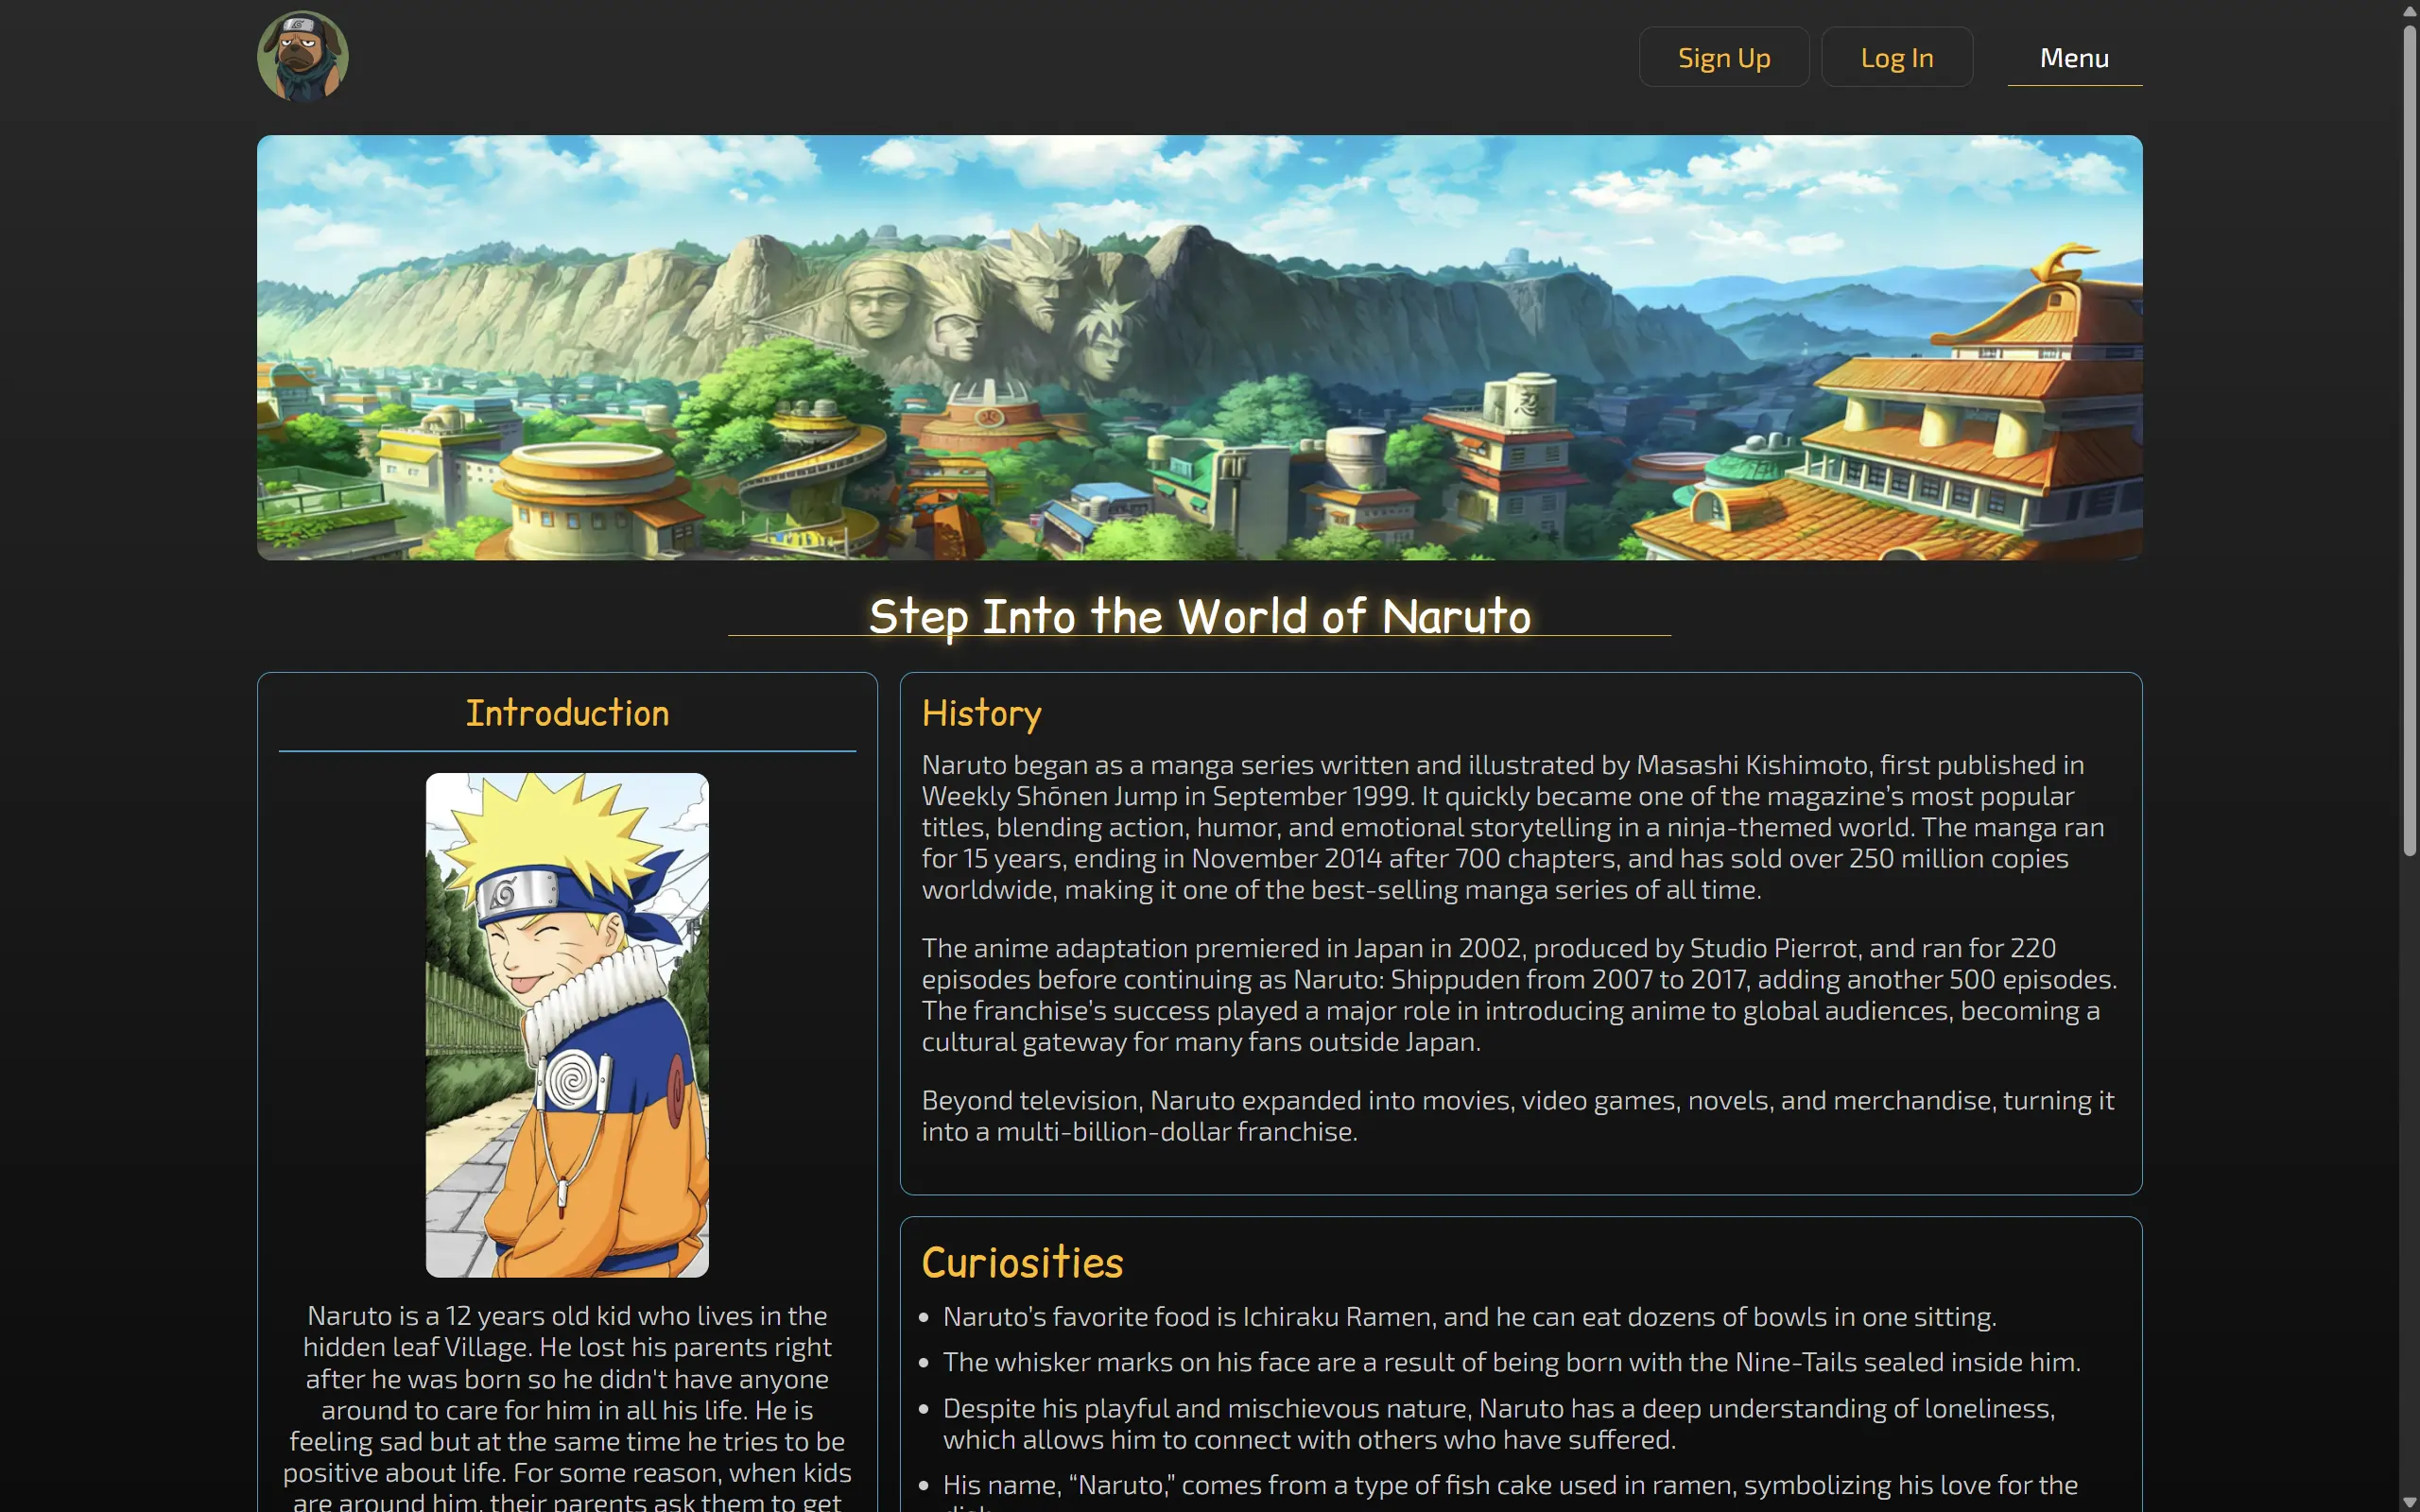 Sign Up
Log In
Menu
忍
Step Into the World of Naruto
Introduction
Naruto is a 12 years old kid who lives in the
hidden leaf Village. He lost his parents right
after he was born so he didn't have anyone
around to care for him in all his life. He is
feeling sad but at the same time he tries to be
positive about life. For some reason, when kids
are around him, their parents ask them to get
History
Naruto began as a manga series written and illustrated by Masashi Kishimoto, first published in
Weekly Shōnen Jump in September 1999. It quickly became one of the magazine’s most popular
titles, blending action, humor, and emotional storytelling in a ninja-themed world. The manga ran
for 15 years, ending in November 2014 after 700 chapters, and has sold over 250 million copies
worldwide, making it one of the best-selling manga series of all time.
The anime adaptation premiered in Japan in 2002, produced by Studio Pierrot, and ran for 220
episodes before continuing as Naruto: Shippuden from 2007 to 2017, adding another 500 episodes.
The franchise’s success played a major role in introducing anime to global audiences, becoming a
cultural gateway for many fans outside Japan.
Beyond television, Naruto expanded into movies, video games, novels, and merchandise, turning it
into a multi-billion-dollar franchise.
Curiosities
Naruto’s favorite food is Ichiraku Ramen, and he can eat dozens of bowls in one sitting.
The whisker marks on his face are a result of being born with the Nine-Tails sealed inside him.
Despite his playful and mischievous nature, Naruto has a deep understanding of loneliness,
which allows him to connect with others who have suffered.
His name, “Naruto,” comes from a type of fish cake used in ramen, symbolizing his love for the